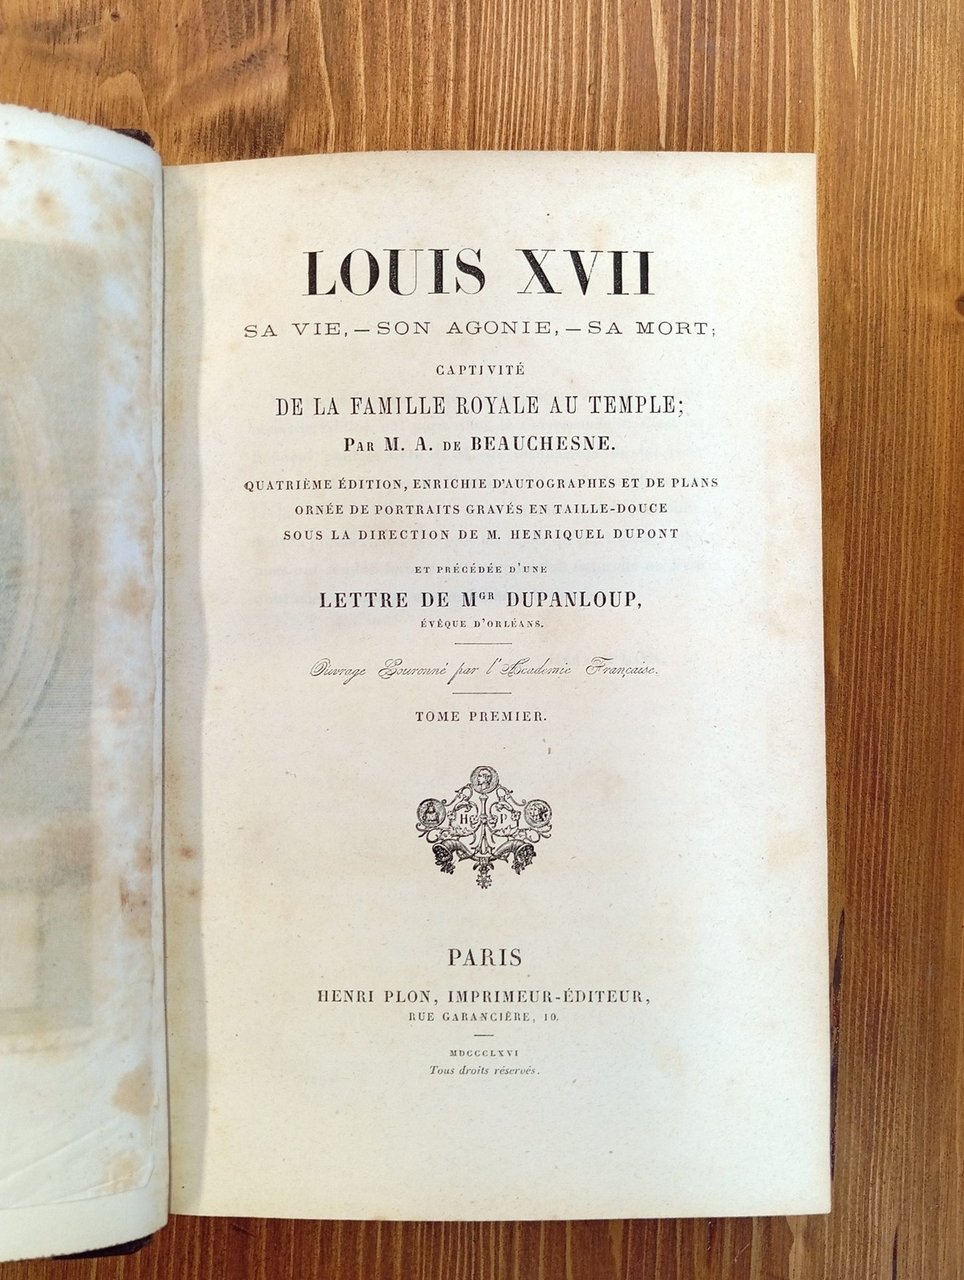 LOUIS XVII
SA VIE, — SON AGONIE, — SA MORT;
CAPTIVITÉ
DE LA FAMILLE ROYALE AU TEMPLE;
PAR M. A. DE BEAUCHESNE.
QUATRIÈME ÉDITION, ENRICHIE D'AUTOGRAPHES ET DE PLANS
ORNÉE DE PORTRAITS GRAVÉS EN TAILLE-DOUCE
SOUS LA DIRECTION DE M. HENRIQUEL DUPONT
ET PRÉCÉDÉE D'UNE
LETTRE DE MGR DUPANLOUP,
ÉVÊQUE D'ORLÉANS.
Ouvrage Couronné par l'Académie Française.
TOME PREMIER.
H P
PARIS
HENRI PLON, IMPRIMEUR-ÉDITEUR,
RUE GARANCIÈRE, 10.
MDCCCLXVI
Tous droits réservés.